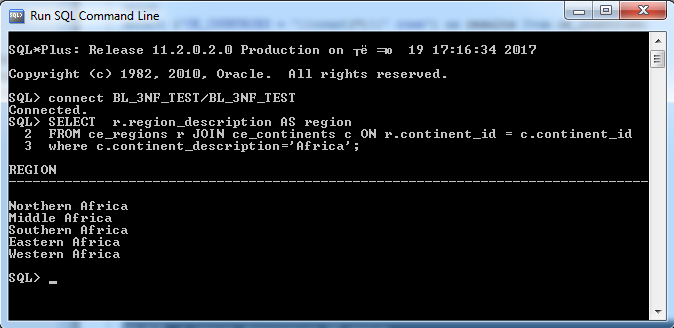 Run SQL Command Line
SQL*Plus: Release 11.2.0.2.0 Production on 19 17:16:34 2017
Copyright (c) 1982, 2010, Oracle. All rights reserved.
SQL> connect BL_3NF_TEST/BL_3NF_TEST
Connected.
SQL> SELECT r.region_description AS region
2 FROM ce_regions r JOIN ce_continents c ON r.continent_id = c.continent_id
3 where c.continent_description='Africa';
REGION
--------------------------------------------------------------------------------
Northern Africa
Middle Africa
Southern Africa
Eastern Africa
Western Africa
SQL> _